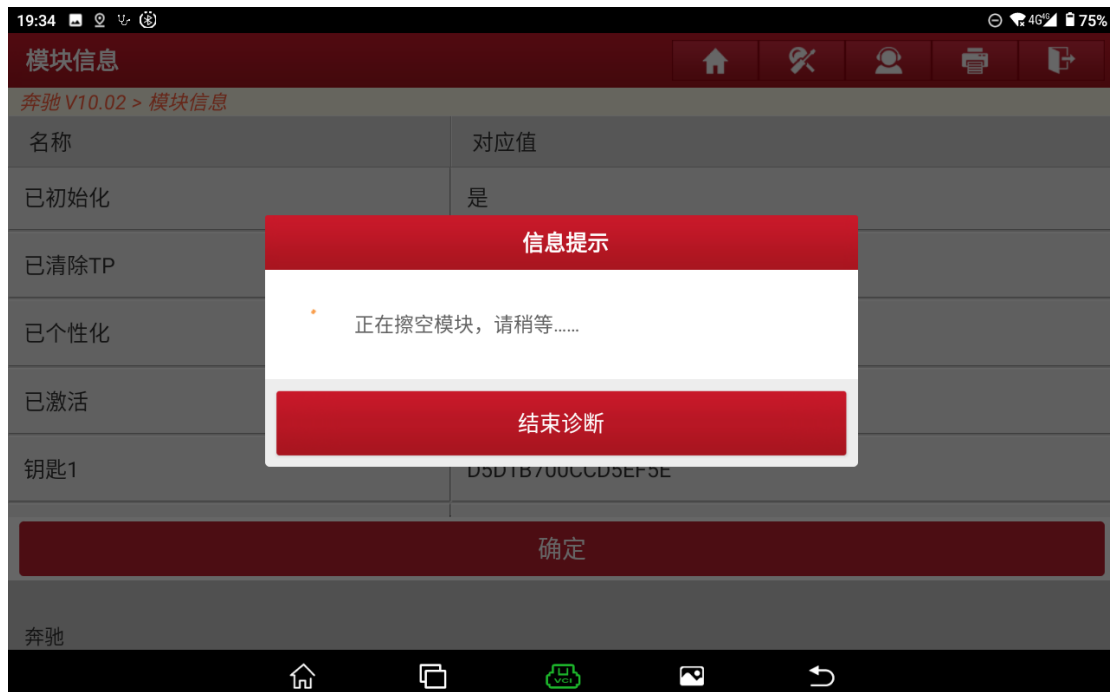 19:34
4G 4G 75%
模块信息
奔驰 V10.02 > 模块信息
名称 对应值
已初始化 是
信息提示
已清除TP
正在擦空模块，请稍等......
已个性化
已激活
结束诊断
钥匙1 D5D1B700CCD5EF5E
确定
奔驰
VCI